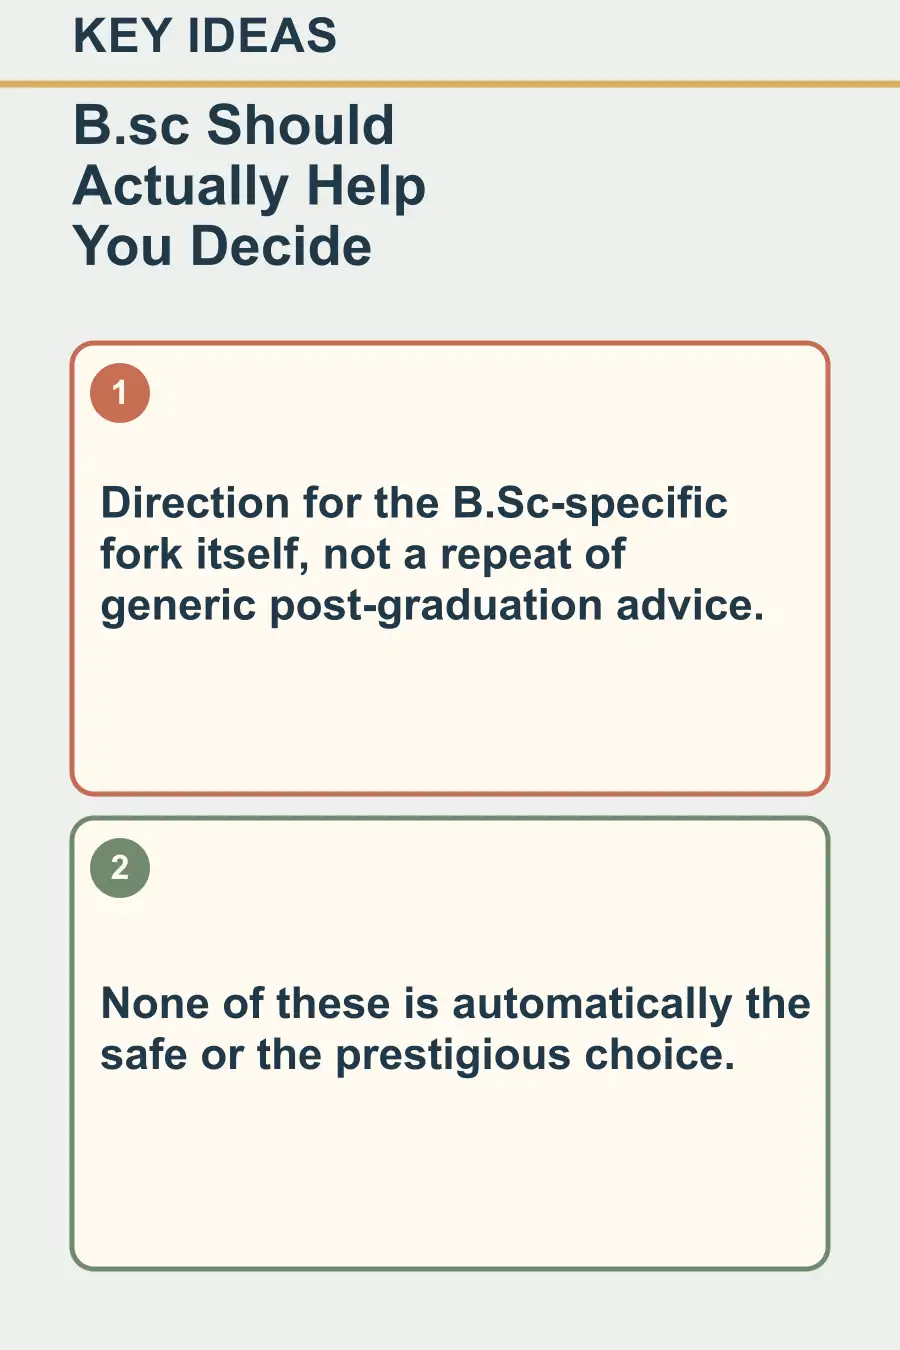 KEY IDEAS
B.sc Should
Actually Help
You Decide
1
Direction for the B.Sc-specific
fork itself, not a repeat of
generic post-graduation advice.
2
None of these is automatically the
safe or the prestigious choice.